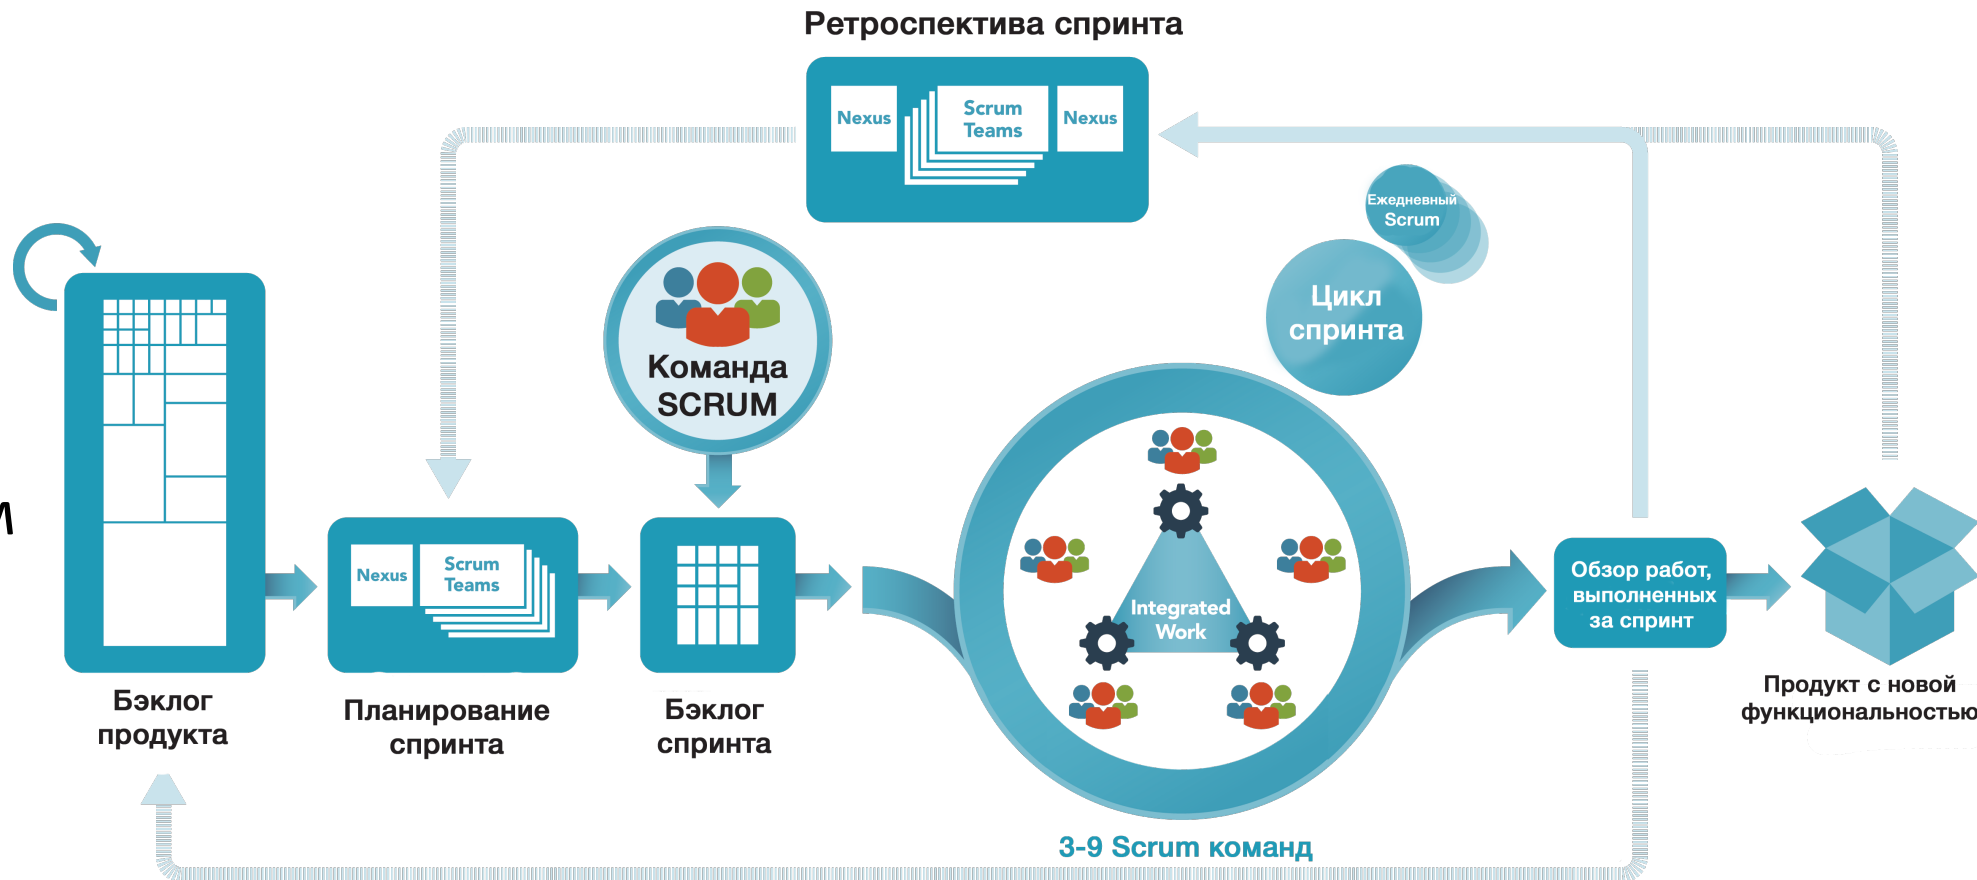 Ретроспектива спринта
Nexus
Scrum
Teams
Nexus
Ежедневный
Scrum
Цикл
спринта
Команда
SCRUM
Nexus
Scrum
Teams
Integrated
Work
Обзор работ,
выполненных
за спринт
Бэклог
продукта
Планирование
спринта
Бэклог
спринта
Продукт с новой
функциональностью
3-9 Scrum команд